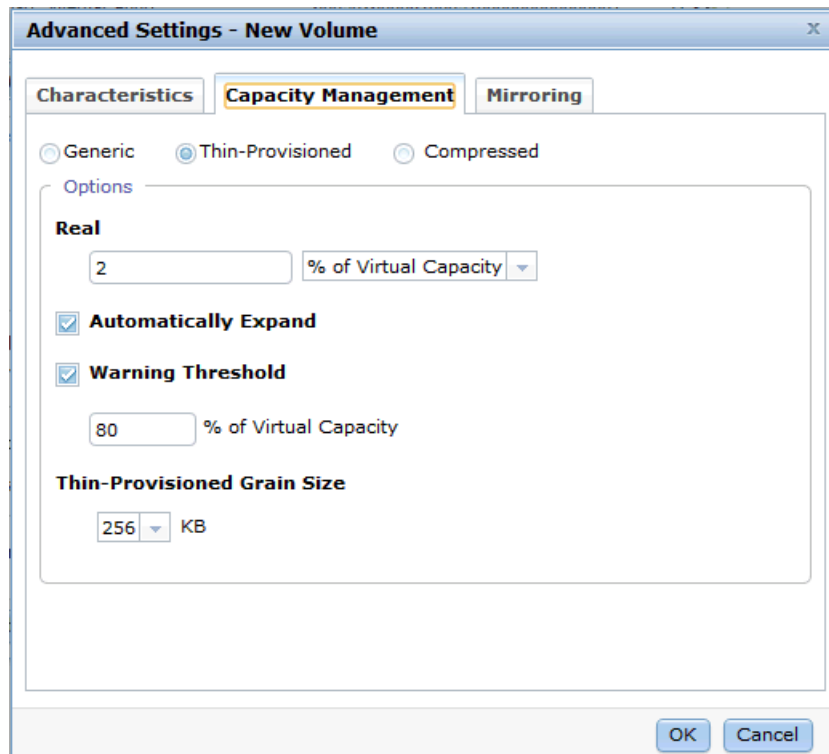 Advanced Settings - New Volume x
Characteristics Capacity Management Mirroring
Generic Thin-Provisioned Compressed
Options
Real
2 % of Virtual Capacity
Automatically Expand
Warning Threshold
80 % of Virtual Capacity
Thin-Provisioned Grain Size
256 KB
OK Cancel